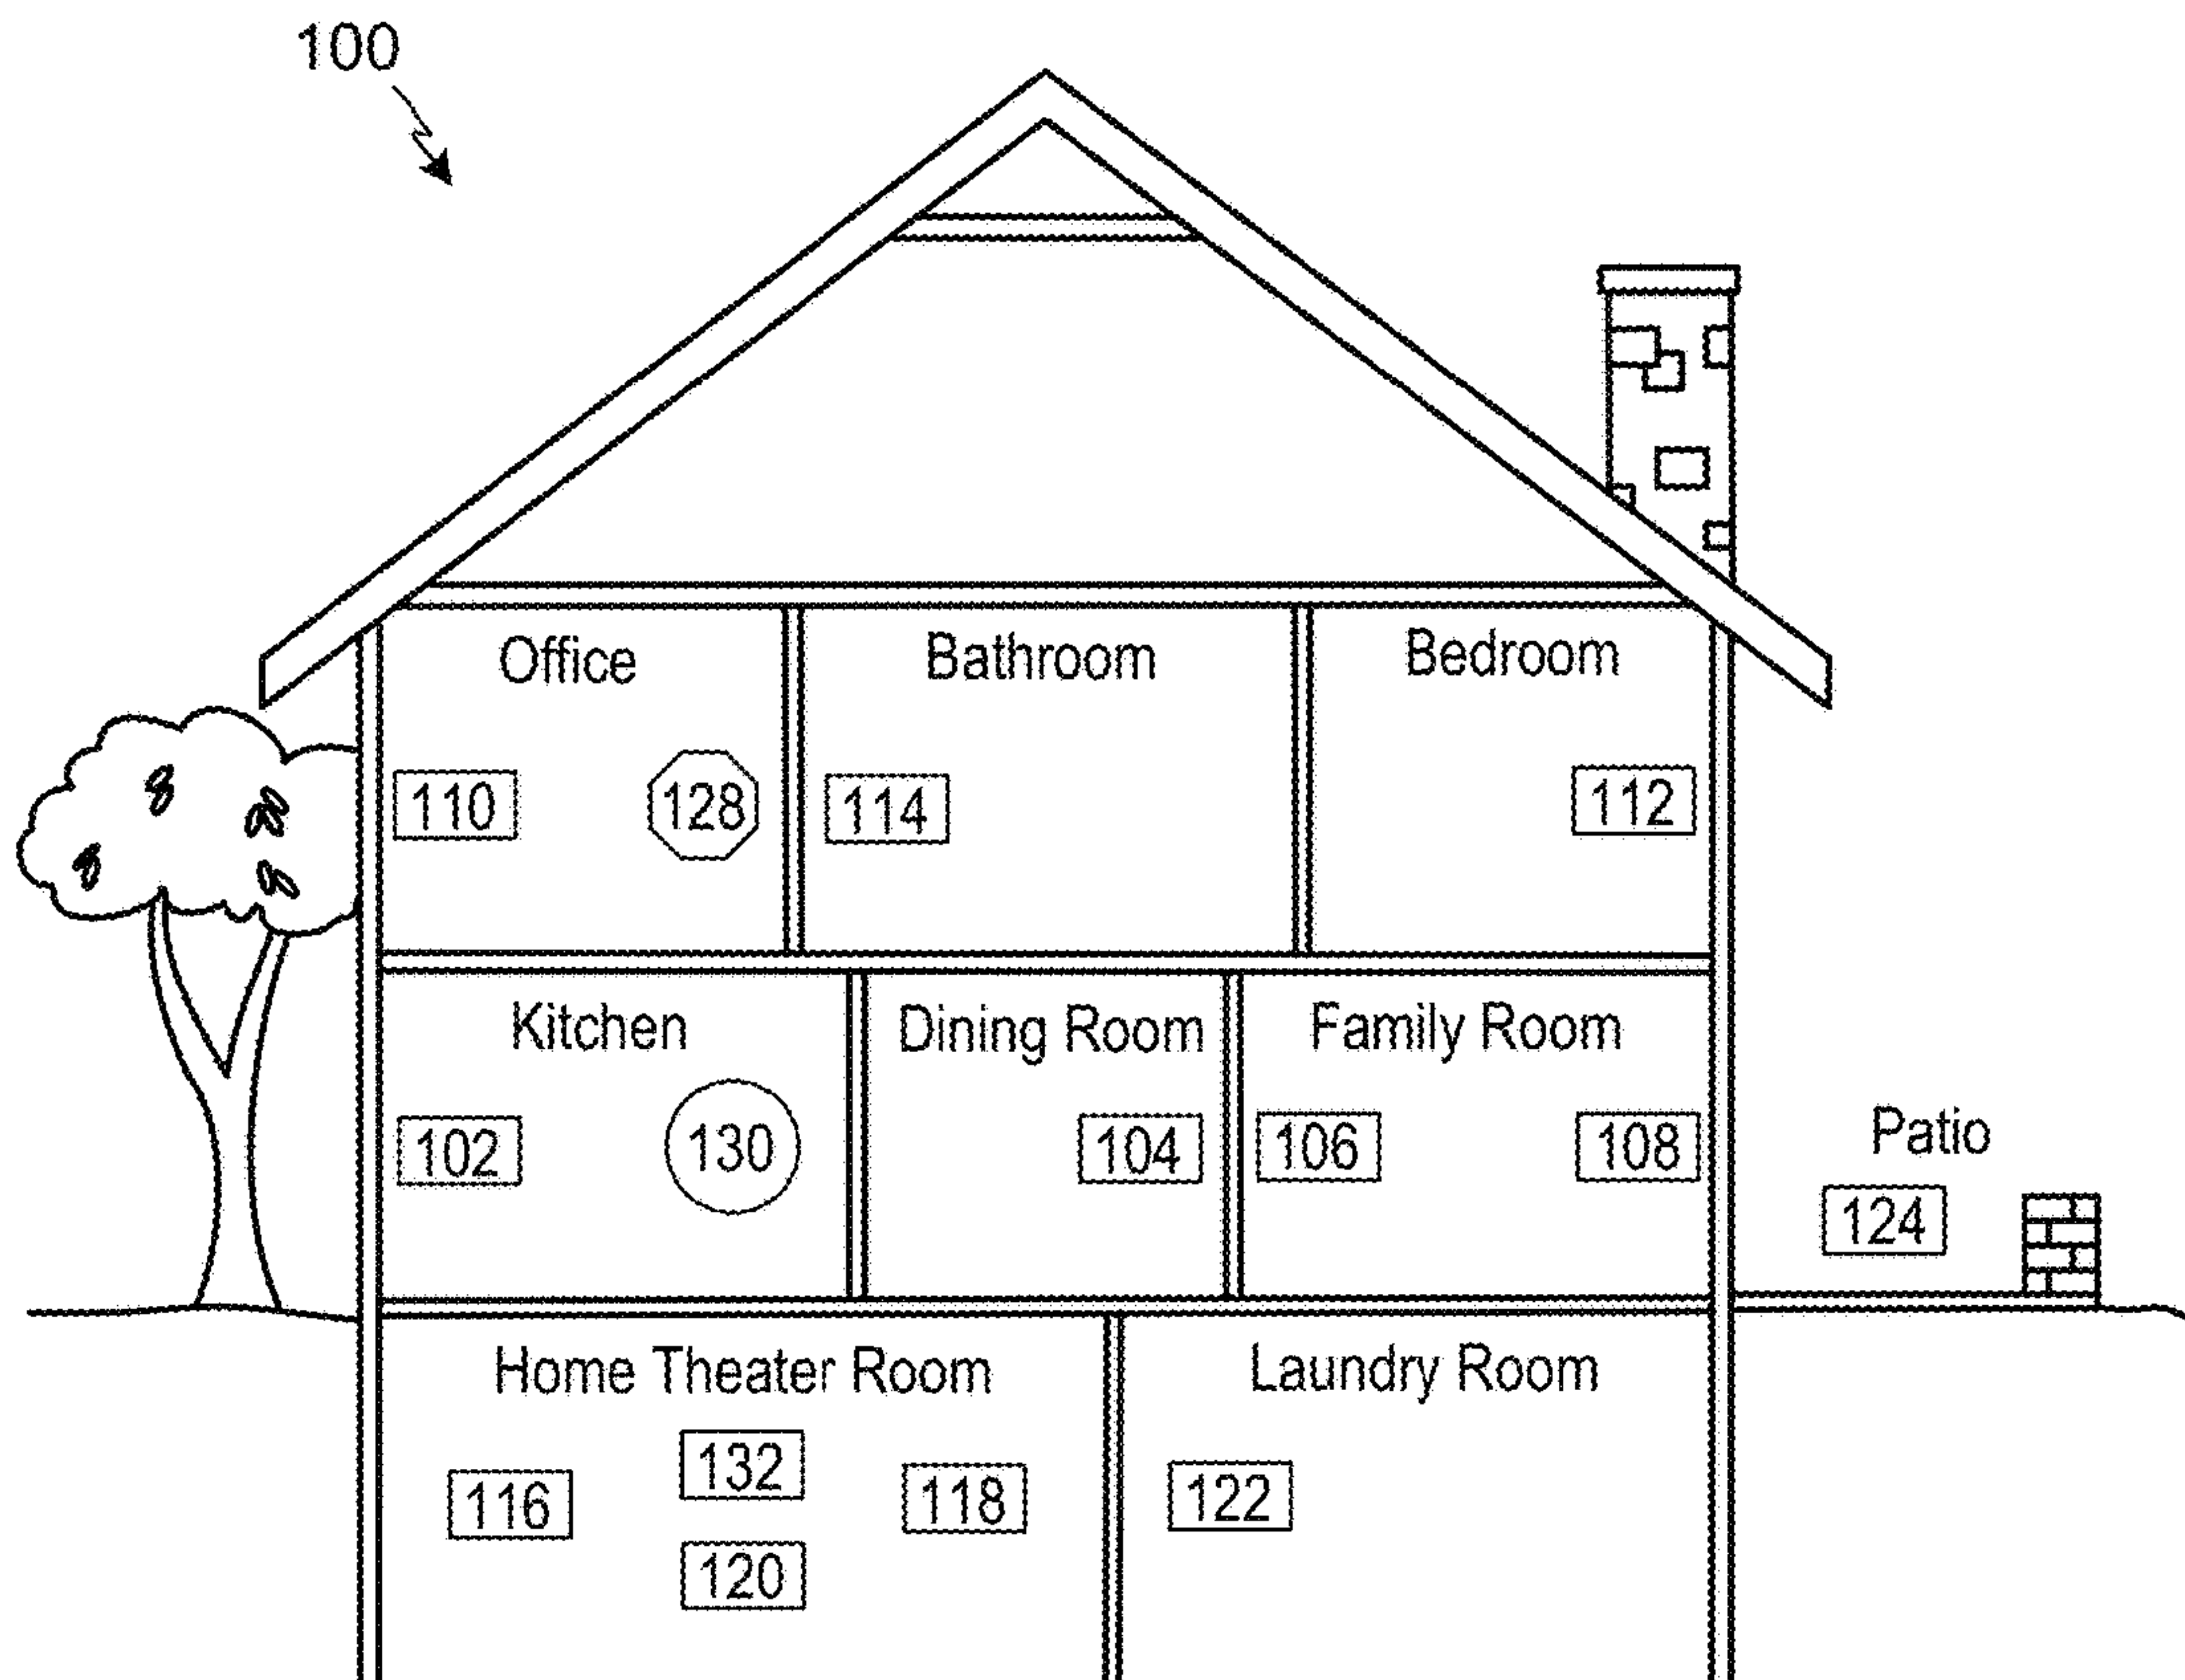 100
Office Bathroom Bedroom
110 128 114 112
Kitchen Dining Room Family Room
102 130 104 106 108
Patio
124
Home Theater Room Laundry Room
132
116 118 122
120